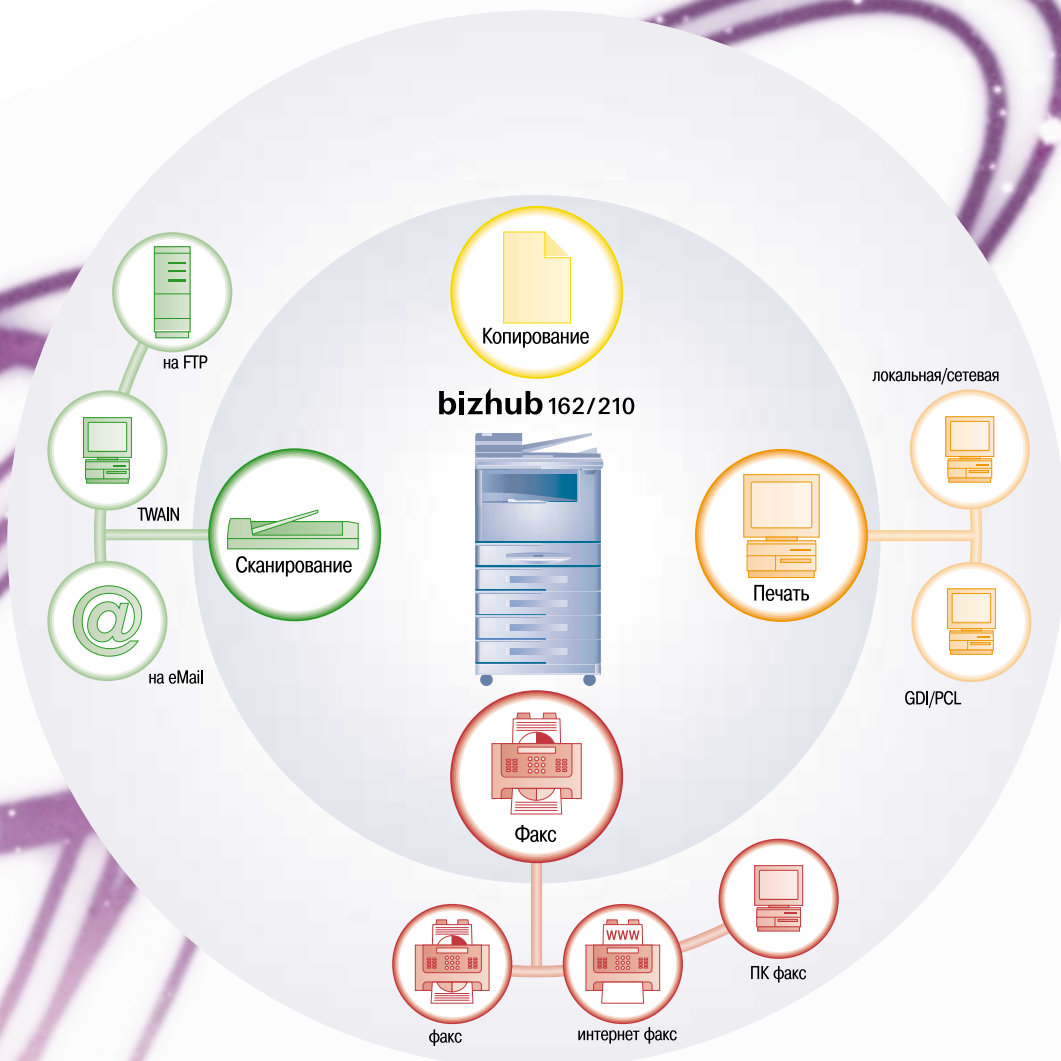 Копирование
bizhub 162/210
на FTP
TWAIN
Сканирование
на eMail
локальная/сетевая
Печать
GDI/PCL
Факс
факс
WWW
интернет факс
ПК факс